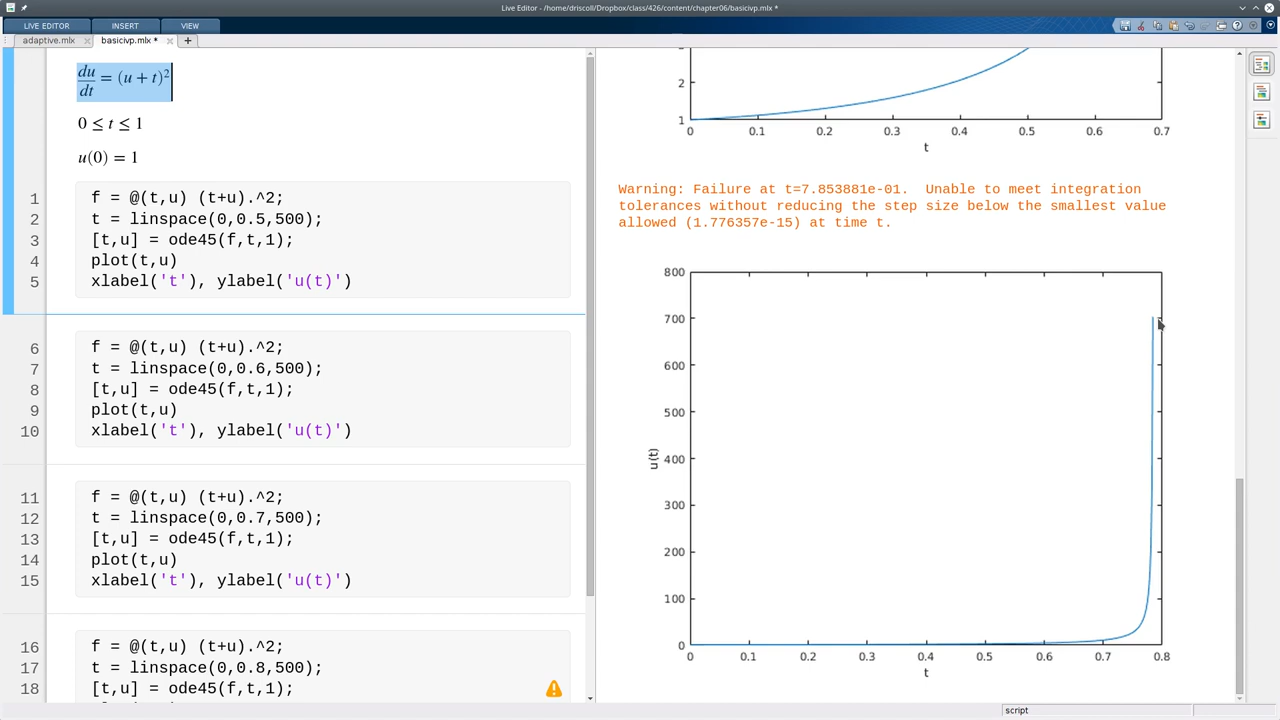 Live Editor - /home/driscoll/Dropbox/class/426/content/chapter06/basicivp.mlx *
LIVE EDITOR INSERT VIEW
adaptive.mlx × basicivp.mlx * × +
du/dt = (u + t)²
0 ≤ t ≤ 1
u(0) = 1
1 f = @(t,u) (t+u).^2;
2 t = linspace(0,0.5,500);
3 [t,u] = ode45(f,t,1);
4 plot(t,u)
5 xlabel('t'), ylabel('u(t)')
6 f = @(t,u) (t+u).^2;
7 t = linspace(0,0.6,500);
8 [t,u] = ode45(f,t,1);
9 plot(t,u)
10 xlabel('t'), ylabel('u(t)')
11 f = @(t,u) (t+u).^2;
12 t = linspace(0,0.7,500);
13 [t,u] = ode45(f,t,1);
14 plot(t,u)
15 xlabel('t'), ylabel('u(t)')
16 f = @(t,u) (t+u).^2;
17 t = linspace(0,0.8,500);
18 [t,u] = ode45(f,t,1);
2
1
0 0.1 0.2 0.3 0.4 0.5 0.6 0.7
t
Warning: Failure at t=7.853881e-01. Unable to meet integration
tolerances without reducing the step size below the smallest value
allowed (1.776357e-15) at time t.
800
700
600
500
400
300
200
100
0
u(t)
0 0.1 0.2 0.3 0.4 0.5 0.6 0.7 0.8
t
script